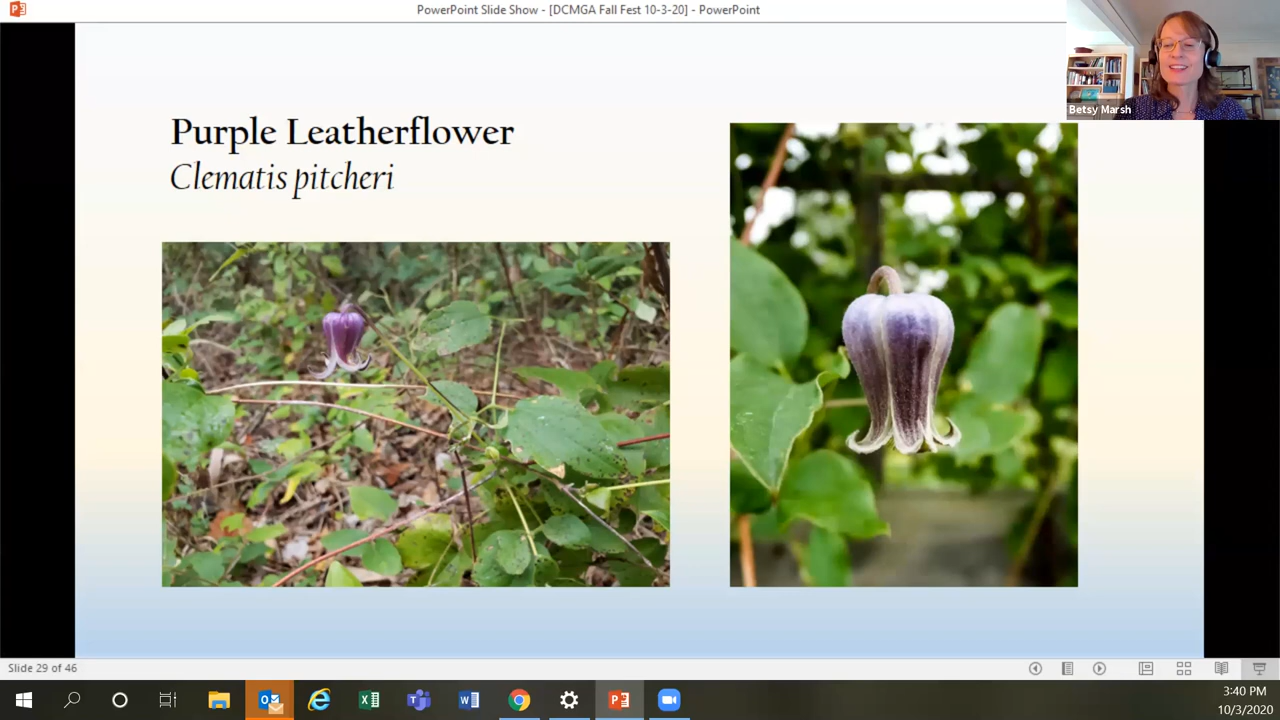 PowerPoint Slide Show - [DCMGA Fall Fest 10-3-20] - PowerPoint
Betsy Marsh
Purple Leatherflower
Clematis pitcheri
Slide 29 of 46
3:40 PM
10/3/2020